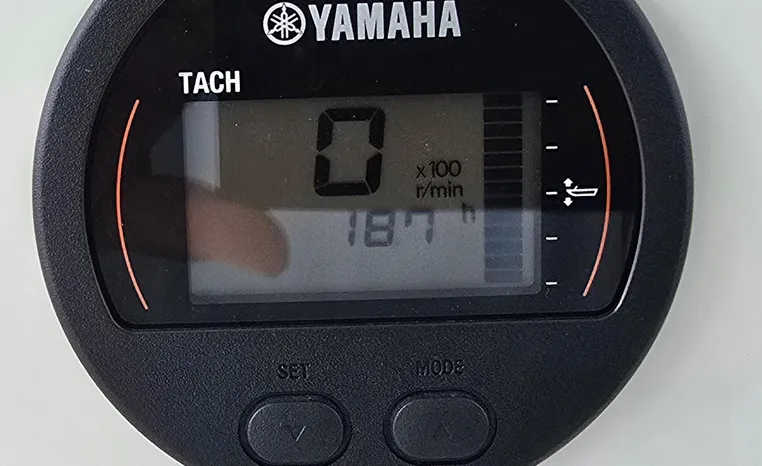 YAMAHA
TACH
0
x100
r/min
187 h
SET
MODE